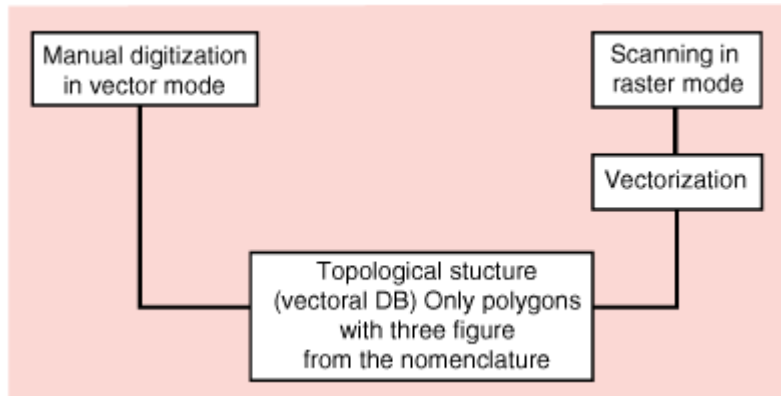 Manual digitization
in vector mode
Scanning in
raster mode
Vectorization
Topological stucture
(vectoral DB) Only polygons
with three figure
from the nomenclature